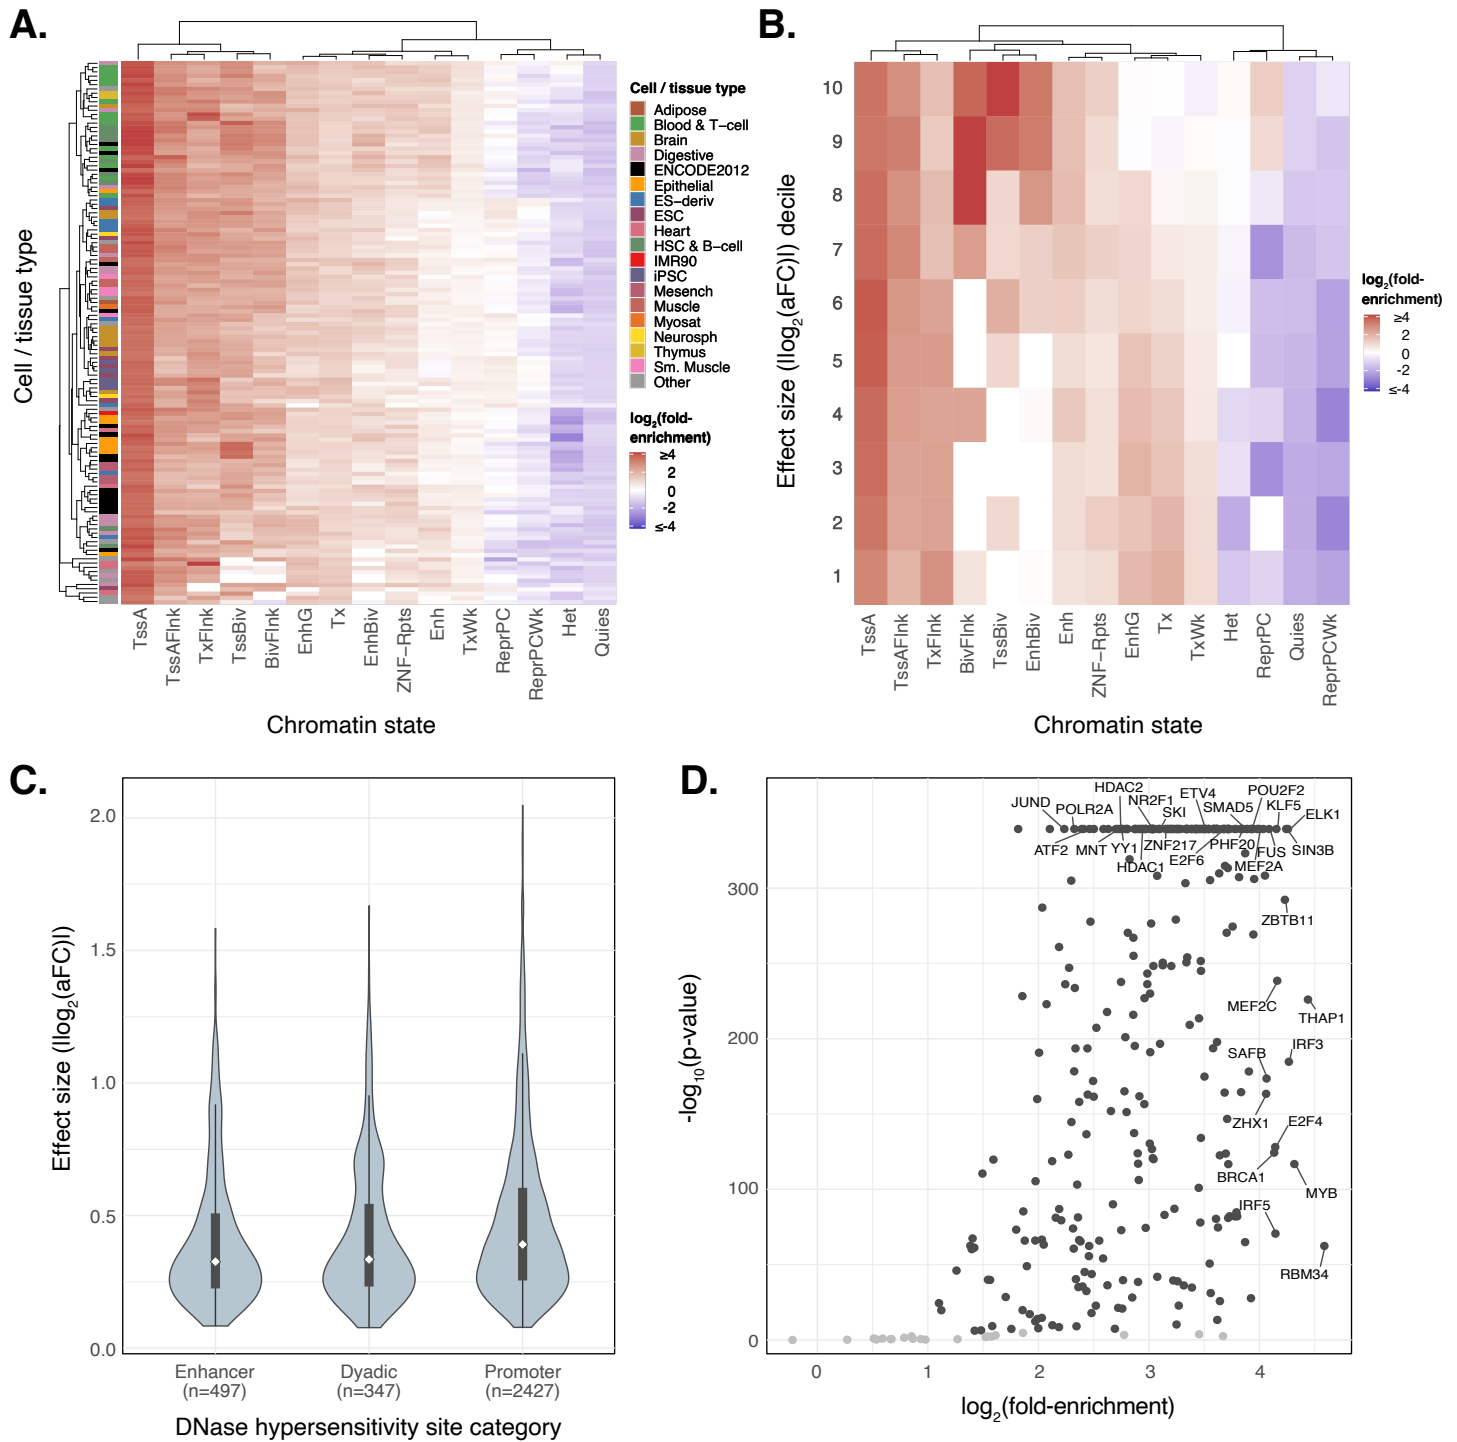 A.
Cell / tissue type
TssA
TssAFlnk
TxFlnk
TssBiv
BivFlnk
EnhG
Tx
EnhBiv
ZNF−Rpts
Enh
TxWk
ReprPC
ReprPCWk
Het
Quies
Chromatin state
Cell / tissue type
Adipose
Blood & T−cell
Brain
Digestive
ENCODE2012
Epithelial
ES−deriv
ESC
Heart
HSC & B−cell
IMR90
iPSC
Mesench
Muscle
Myosat
Neurosph
Thymus
Sm. Muscle
Other
log2(fold-
enrichment)
≥4
2
0
-2
≤-4
B.
Effect size (|log2(aFC)|) decile
10
9
8
7
6
5
4
3
2
1
TssA
TssAFlnk
TxFlnk
BivFlnk
TssBiv
EnhBiv
Enh
ZNF−Rpts
EnhG
Tx
TxWk
Het
ReprPC
Quies
ReprPCWk
Chromatin state
log2(fold-
enrichment)
≥4
2
0
-2
≤-4
C.
Effect size (|log2(aFC)|)
2.0
1.5
1.0
0.5
0.0
Enhancer
(n=497)
Dyadic
(n=347)
Promoter
(n=2427)
DNase hypersensitivity site category
D.
-log10(p-value)
300
200
100
0
0
1
2
3
4
log2(fold-enrichment)
JUND
POLR2A
HDAC2
NR2F1
SKI
ETV4
SMAD5
POU2F2
KLF5
ELK1
ATF2
MNT
YY1
HDAC1
ZNF217
E2F6
PHF20
MEF2A
FUS
SIN3B
ZBTB11
MEF2C
THAP1
SAFB
IRF3
ZHX1
E2F4
BRCA1
MYB
IRF5
RBM34